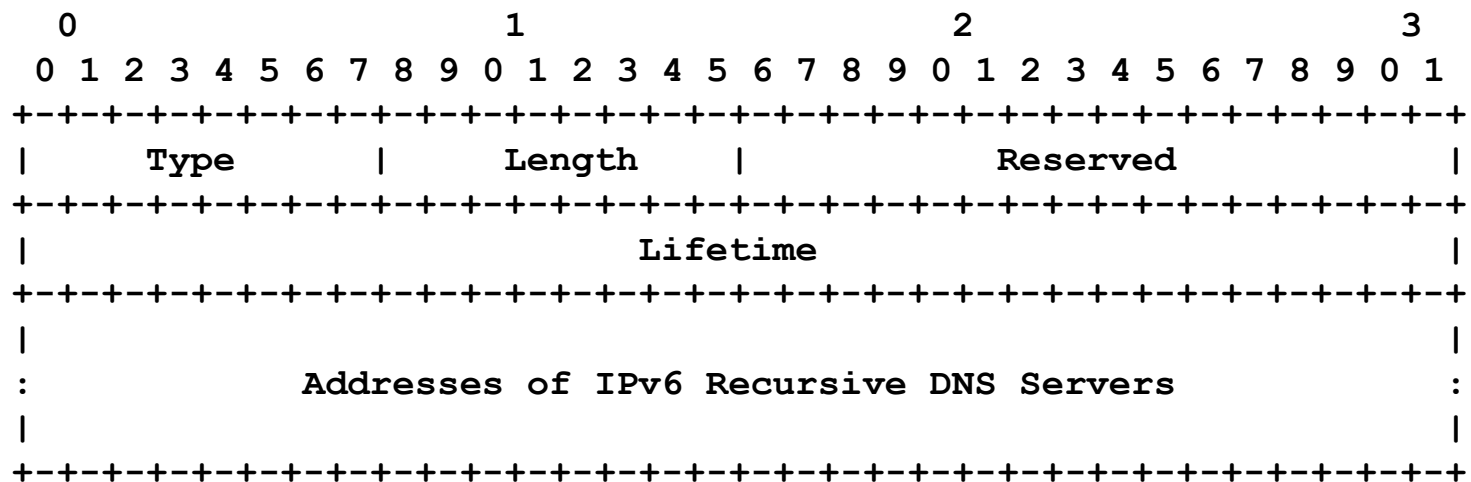 0 1 2 3
0 1 2 3 4 5 6 7 8 9 0 1 2 3 4 5 6 7 8 9 0 1 2 3 4 5 6 7 8 9 0 1
+-+-+-+-+-+-+-+-+-+-+-+-+-+-+-+-+-+-+-+-+-+-+-+-+-+-+-+-+-+-+-+-+
| Type | Length | Reserved |
+-+-+-+-+-+-+-+-+-+-+-+-+-+-+-+-+-+-+-+-+-+-+-+-+-+-+-+-+-+-+-+-+
| Lifetime |
+-+-+-+-+-+-+-+-+-+-+-+-+-+-+-+-+-+-+-+-+-+-+-+-+-+-+-+-+-+-+-+-+
| |
: Addresses of IPv6 Recursive DNS Servers :
| |
+-+-+-+-+-+-+-+-+-+-+-+-+-+-+-+-+-+-+-+-+-+-+-+-+-+-+-+-+-+-+-+-+